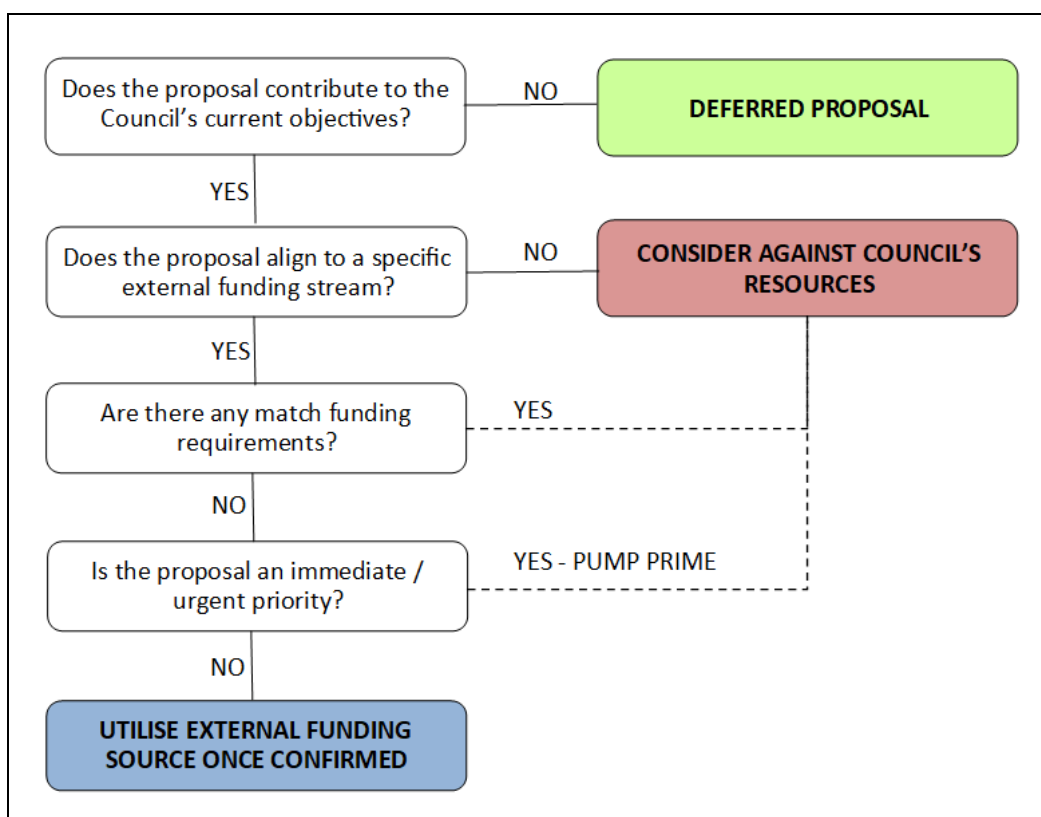 Does the proposal contribute to the
Council's current objectives?
NO
DEFERRED PROPOSAL
YES
Does the proposal align to a specific
external funding stream?
NO
CONSIDER AGAINST COUNCIL'S
RESOURCES
YES
Are there any match funding
requirements?
YES
NO
Is the proposal an immediate /
urgent priority?
YES - PUMP PRIME
NO
UTILISE EXTERNAL FUNDING
SOURCE ONCE CONFIRMED